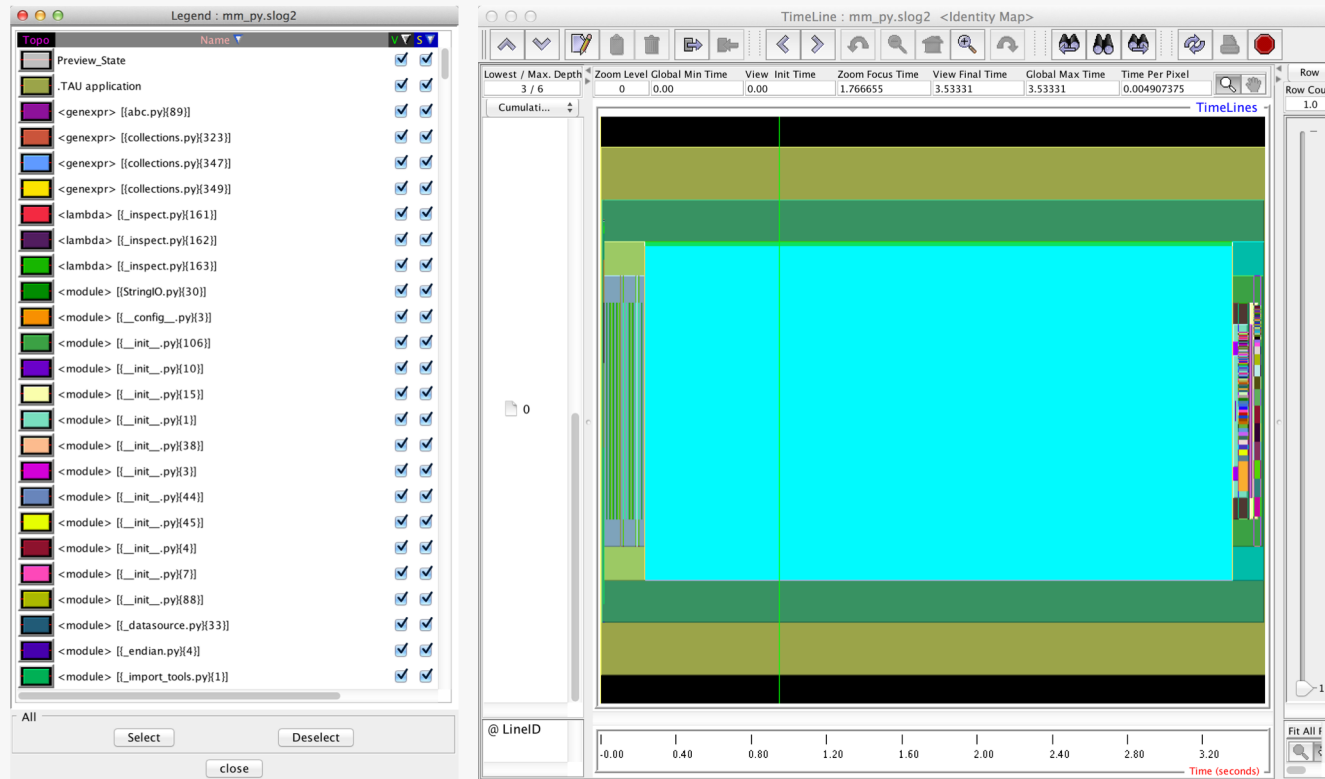 Legend : mm_py.slog2
Topo Name V S
Preview_State
.TAU application
<genexpr> [{abc.py}{89}]
<genexpr> [{collections.py}{323}]
<genexpr> [{collections.py}{347}]
<genexpr> [{collections.py}{349}]
<lambda> [{_inspect.py}{161}]
<lambda> [{_inspect.py}{162}]
<lambda> [{_inspect.py}{163}]
<module> [{StringIO.py}{30}]
<module> [{__config__.py}{3}]
<module> [{__init__.py}{106}]
<module> [{__init__.py}{10}]
<module> [{__init__.py}{15}]
<module> [{__init__.py}{1}]
<module> [{__init__.py}{38}]
<module> [{__init__.py}{3}]
<module> [{__init__.py}{44}]
<module> [{__init__.py}{45}]
<module> [{__init__.py}{4}]
<module> [{__init__.py}{7}]
<module> [{__init__.py}{88}]
<module> [{_datasource.py}{33}]
<module> [{_endian.py}{4}]
<module> [{_import_tools.py}{1}]
All
Select Deselect
close
TimeLine : mm_py.slog2 <Identity Map>
Lowest / Max. Depth Zoom Level Global Min Time View Init Time Zoom Focus Time View Final Time Global Max Time Time Per Pixel
3 / 6 0 0.00 0.00 1.766655 3.53331 3.53331 0.004907375
Cumulati...
TimeLines
0
@ LineID
-0.00 0.40 0.80 1.20 1.60 2.00 2.40 2.80 3.20
Time (seconds)
Row
Row Cou
1.0
1
Fit All